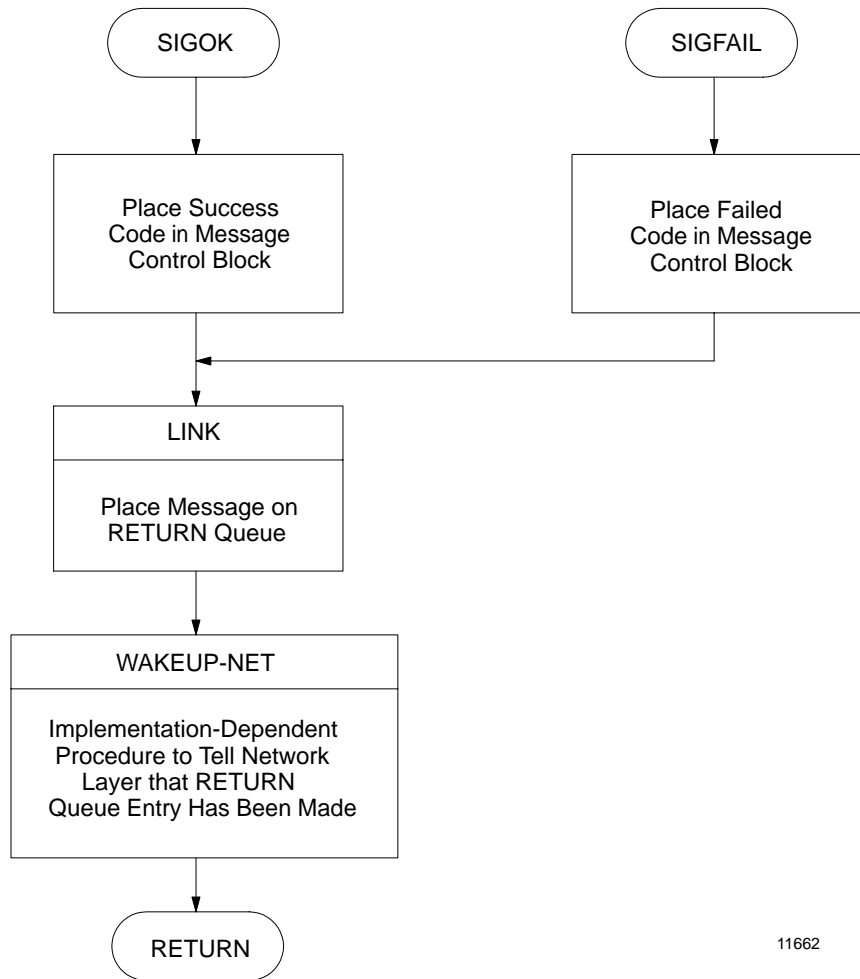 SIGOK
SIGFAIL
Place Success
Code in Message
Control Block
Place Failed
Code in Message
Control Block
LINK
Place Message on
RETURN Queue
WAKEUP-NET
Implementation-Dependent
Procedure to Tell Network
Layer that RETURN
Queue Entry Has Been Made
RETURN
11662